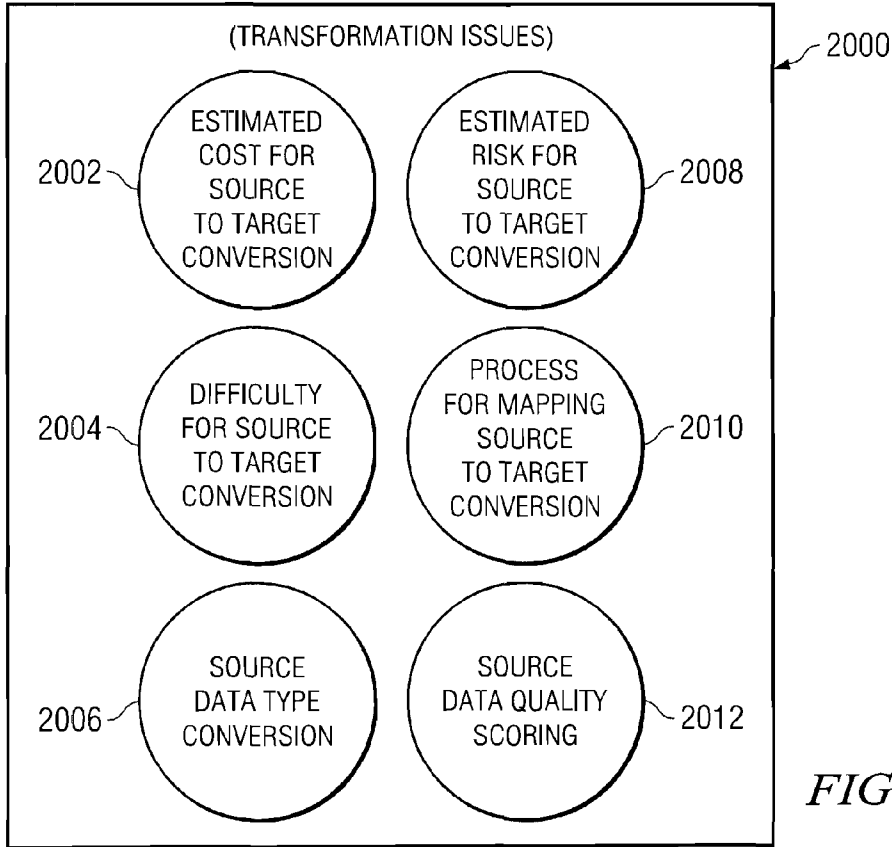 (TRANSFORMATION ISSUES)
2000
ESTIMATED
COST FOR
SOURCE
TO TARGET
CONVERSION
2002
ESTIMATED
RISK FOR
SOURCE
TO TARGET
CONVERSION
2008
DIFFICULTY
FOR SOURCE
TO TARGET
CONVERSION
2004
PROCESS
FOR MAPPING
SOURCE
TO TARGET
CONVERSION
2010
SOURCE
DATA TYPE
CONVERSION
2006
SOURCE
DATA QUALITY
SCORING
2012
FIG